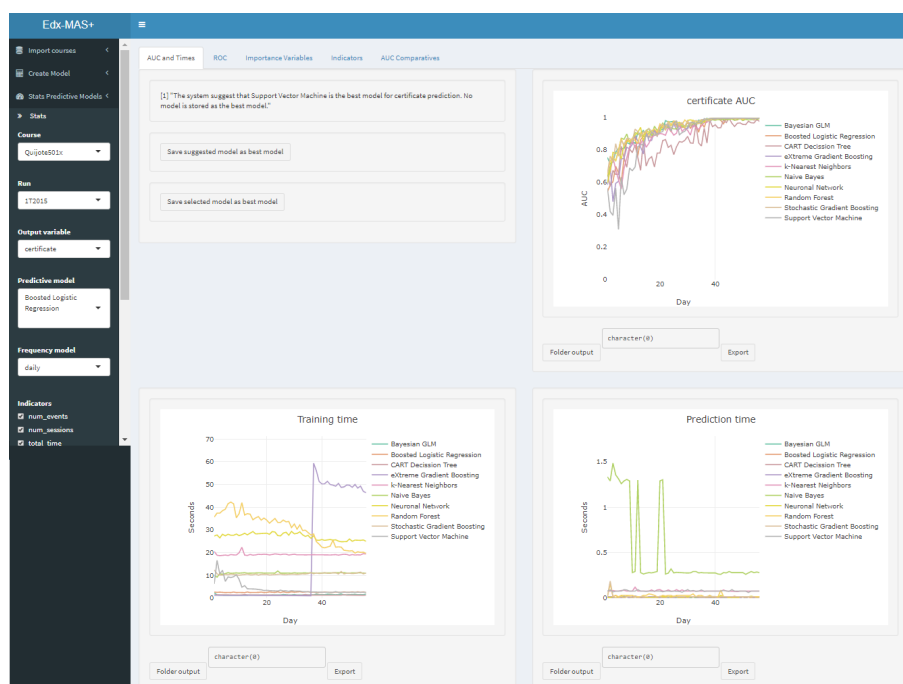 Edx-MAS+
Import courses
Create Model
Stats Predictive Models
Stats
Course
Quijote501x
Run
1T2015
Output variable
certificate
Predictive model
Boosted Logistic
Regression
Frequency model
daily
Indicators
num_events
num_sessions
total_time
AUC and Times
ROC
Importance Variables
Indicators
AUC Comparatives
[1] "The system suggest that Support Vector Machine is the best model for certificate prediction. No
model is stored as the best model."
Save suggested model as best model
Save selected model as best model
certificate AUC
1
0.8
0.6
0.4
0.2
0
AUC
20
40
Day
Bayesian GLM
Boosted Logistic Regression
CART Decission Tree
eXtreme Gradient Boosting
k-Nearest Neighbors
Naive Bayes
Neuronal Network
Random Forest
Stochastic Gradient Boosting
Support Vector Machine
character(0)
Folder output
Export
Training time
70
60
50
40
30
20
10
0
Seconds
20
40
Day
Bayesian GLM
Boosted Logistic Regression
CART Decission Tree
eXtreme Gradient Boosting
k-Nearest Neighbors
Naive Bayes
Neuronal Network
Random Forest
Stochastic Gradient Boosting
Support Vector Machine
character(0)
Folder output
Export
Prediction time
1.5
1
0.5
0
Seconds
20
40
Day
Bayesian GLM
Boosted Logistic Regression
CART Decission Tree
eXtreme Gradient Boosting
k-Nearest Neighbors
Naive Bayes
Neuronal Network
Random Forest
Stochastic Gradient Boosting
Support Vector Machine
character(0)
Folder output
Export